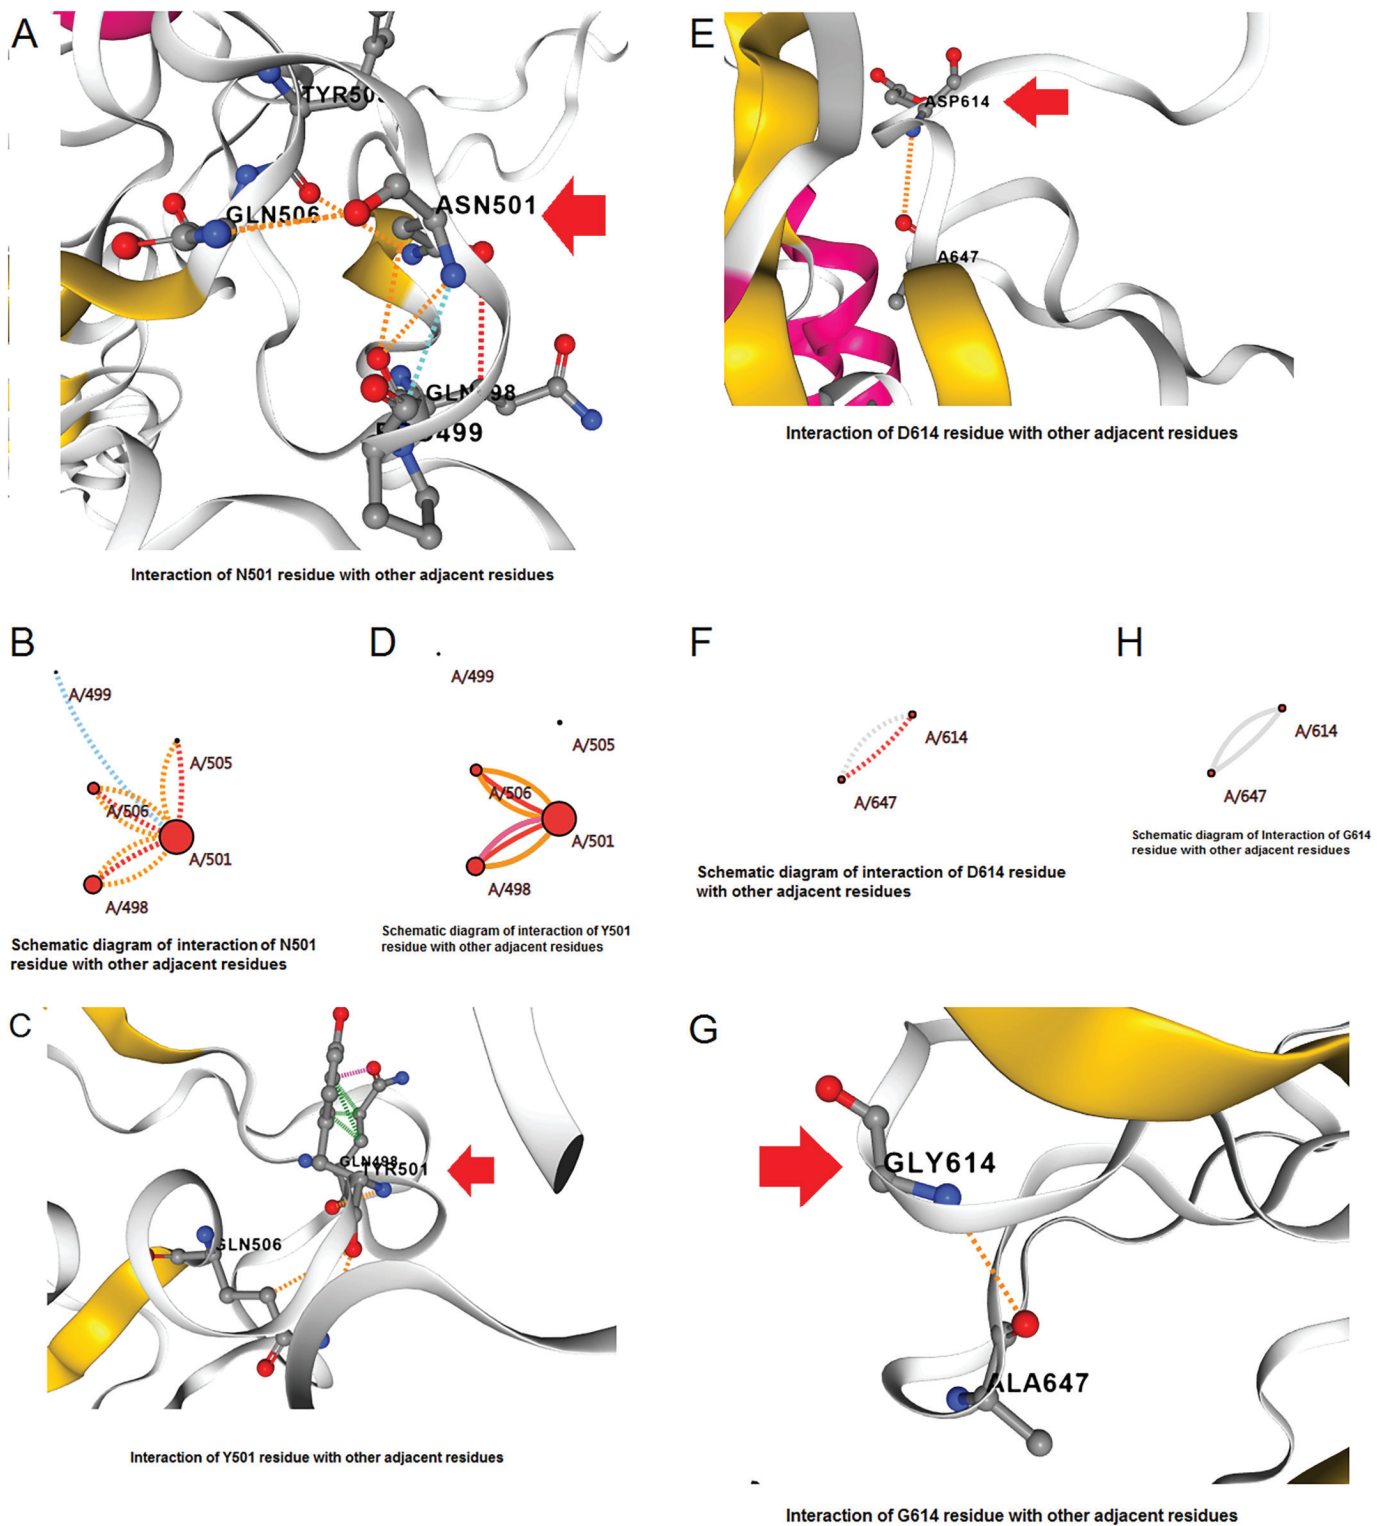 A
TYR505
GLN506
ASN501
GLN498
499
Interaction of N501 residue with other adjacent residues
E
ASP614
A647
Interaction of D614 residue with other adjacent residues
B
A/499
A/505
A/506
A/501
A/498
Schematic diagram of interaction of N501
residue with other adjacent residues
D
A/499
A/505
A/506
A/501
A/498
Schematic diagram of interaction of Y501
residue with other adjacent residues
F
A/614
A/647
Schematic diagram of interaction of D614 residue
with other adjacent residues
H
A/614
A/647
Schematic diagram of Interaction of G614
residue with other adjacent residues
C
GLN498
TYR501
GLN506
Interaction of Y501 residue with other adjacent residues
G
GLY614
ALA647
Interaction of G614 residue with other adjacent residues